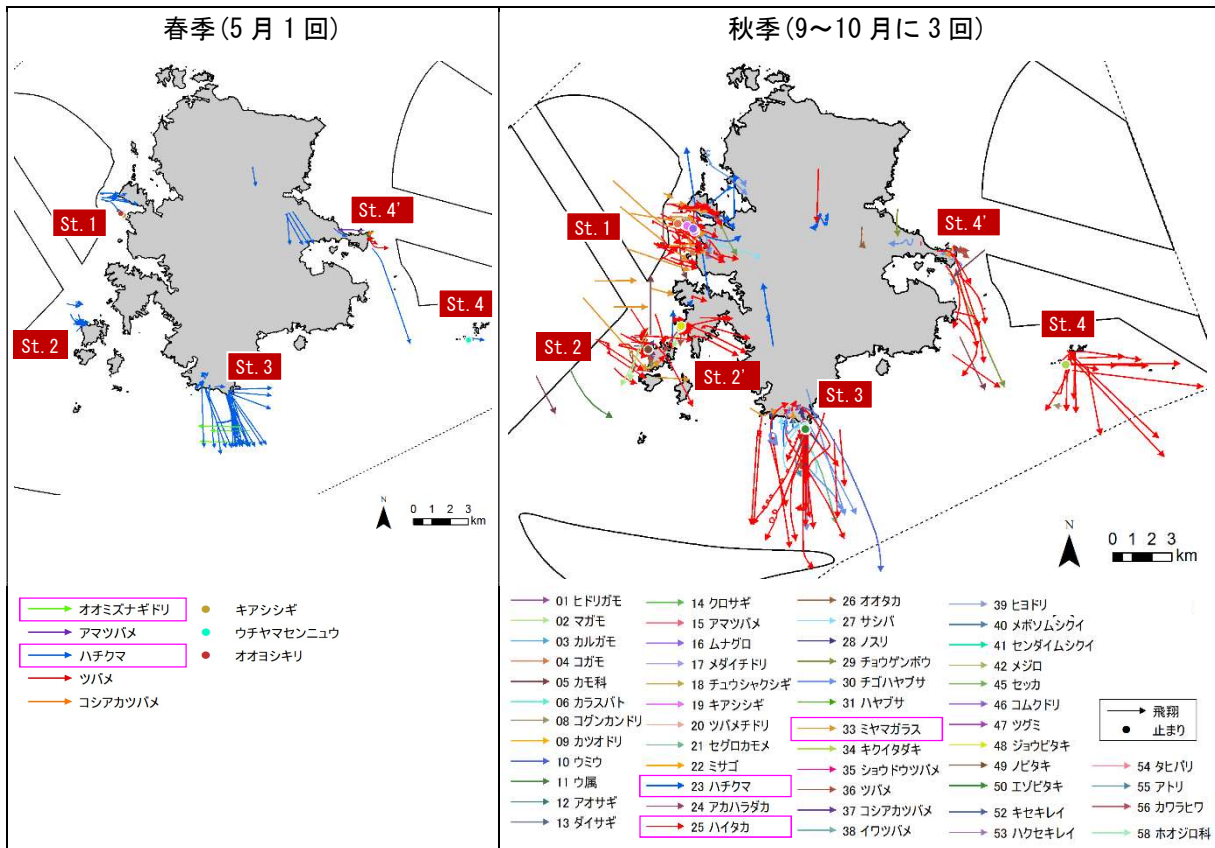 春季(5月1回)
St. 1
St. 4'
St. 2
St. 3
St. 4
N
0 1 2 3
km
オオミズナギドリ
アマツバメ
ハチクマ
ツバメ
コシアカツバメ
キアシシギ
ウチヤマセンニュウ
オオヨシキリ
秋季(9~10月に3回)
St. 1
St. 4'
St. 2
St. 2'
St. 3
St. 4
N
0 1 2 3
km
01 ヒドリガモ
02 マガモ
03 カルガモ
04 コガモ
05 カモ科
06 カラスバト
08 コグンカンドリ
09 カツオドリ
10 ウミウ
11 ウ属
12 アオサギ
13 ダイサギ
14 クロサギ
15 アマツバメ
16 ムナグロ
17 メダイチドリ
18 チュウシャクシギ
19 キアシシギ
20 ツバメチドリ
21 セグロカモメ
22 ミサゴ
23 ハチクマ
24 アカハラダカ
25 ハイタカ
26 オオタカ
27 サシバ
28 ノスリ
29 チョウゲンボウ
30 チゴハヤブサ
31 ハヤブサ
33 ミヤマガラス
34 キクイタダキ
35 ショウドウツバメ
36 ツバメ
37 コシアカツバメ
38 イワツバメ
39 ヒヨドリ
40 メボソムシクイ
41 センダイムシクイ
42 メジロ
45 セッカ
46 コムクドリ
47 ツグミ
48 ジョウビタキ
49 ノビタキ
50 エゾビタキ
52 キセキレイ
53 ハクセキレイ
飛翔
止まり
54 タヒバリ
55 アトリ
56 カワラヒワ
58 ホオジロ科